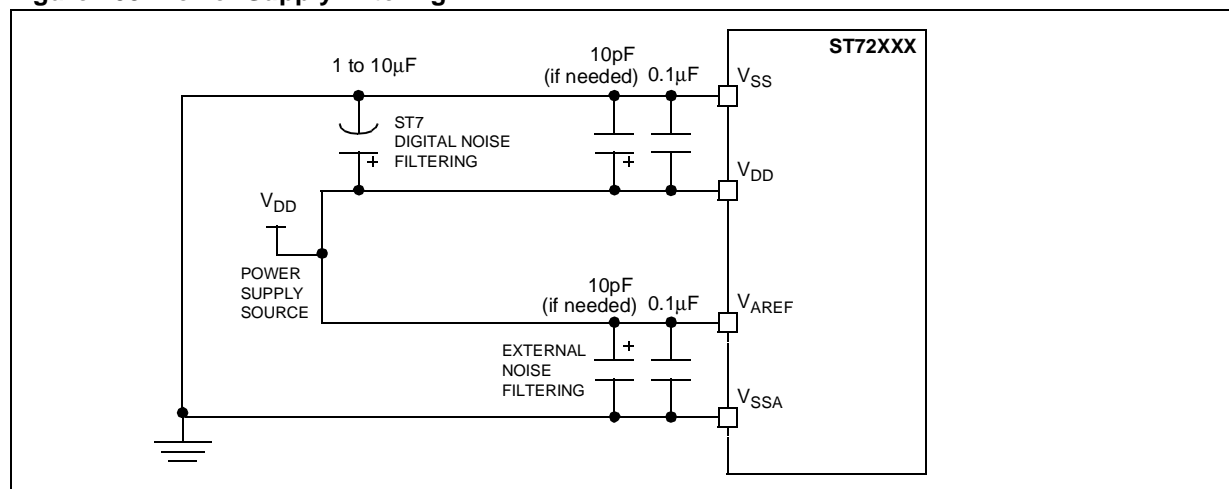 ST72XXX
10pF
(if needed)
0.1μF
1 to 10μF
VSS
ST7
DIGITAL NOISE
FILTERING
+
+
VDD
VDD
POWER
SUPPLY
SOURCE
10pF
(if needed)
0.1μF
VAREF
EXTERNAL
NOISE
FILTERING
+
VSSA